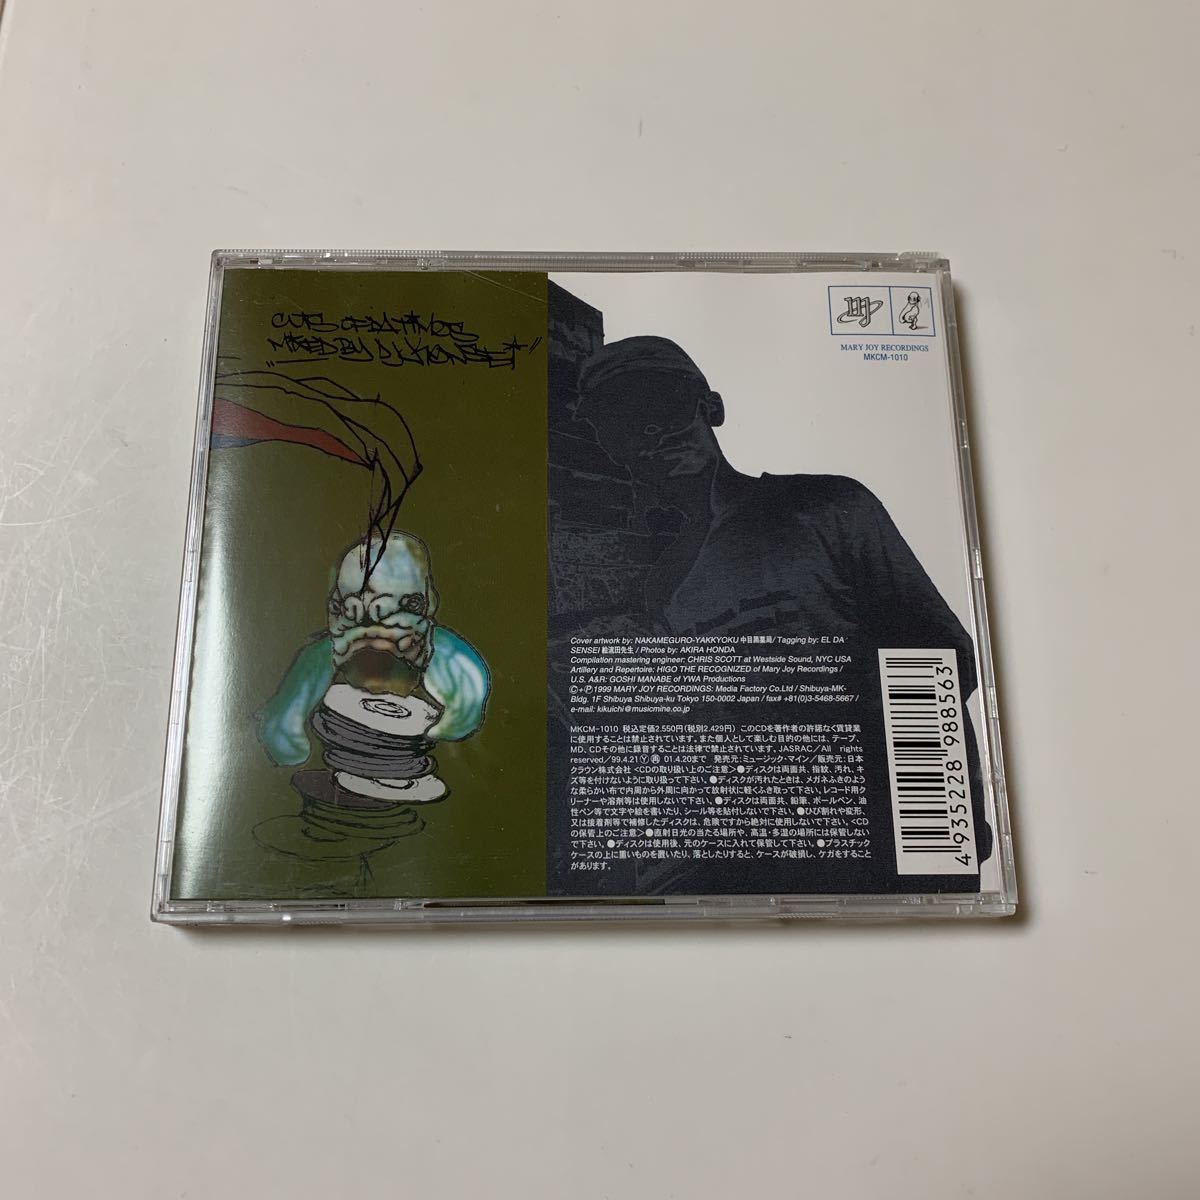 MIXED BY DJ
MARY JOY RECORDINGS
MKCM-1010
Cover artwork by: NAKAMEGURO-YAKKYOKU 中目黒薬局/ Tagging by: EL DA
SENSEI 絵流田先生 / Photos by: AKIRA HONDA
Compilation mastering engineer: CHRIS SCOTT at Westside Sound, NYC USA
Artillery and Repertoire: HIGO THE RECOGNIZED of Mary Joy Recordings /
U.S. A&R: GOSHI MANABE of YWA Productions
©+℗ 1999 MARY JOY RECORDINGS: Media Factory Co.Ltd / Shibuya-MK-
Bldg. 1F Shibuya Shibuya-ku Tokyo 150-0002 Japan / fax# +81(0)3-5468-5667 /
e-mail: kikuichi@musicmine.co.jp
MKCM-1010 税込定価2.550円(税別2.429円) このCDを著作者の許諾なく賃貸業
に使用することは禁止されています。また個人として楽しむ目的の他には、テープ、
MD、CDその他に録音することは法律で禁止されています。JASRAC/All rights
reserved/99.4.21 Ⓨ ㊢ 01.4.20まで 発売元:ミュージック・マイン/販売元:日本
クラウン株式会社 <CDの取り扱い上のご注意>●ディスクは両面共、指紋、汚れ、キ
ズ等を付けないように取り扱って下さい。●ディスクが汚れたときは、メガネふきのよう
な柔らかい布で内周から外周に向かって放射状に軽くふき取って下さい。レコード用ク
リーナーや溶剤等は使用しないで下さい。●ディスクは両面共、鉛筆、ボールペン、油
性ペン等で文字や絵を書いたり、シール等を貼付しないで下さい。●ひび割れや変形、
又は接着剤等で補修したディスクは、危険ですから絶対に使用しないで下さい。<CD
の保管上のご注意>●直射日光の当たる場所や、高温・多湿の場所には保管しない
で下さい。●ディスクは使用後、元のケースに入れて保管して下さい。●プラスチック
ケースの上に重いものを置いたり、落としたりすると、ケースが破損し、ケガをすること
があります。
4 935228 988563